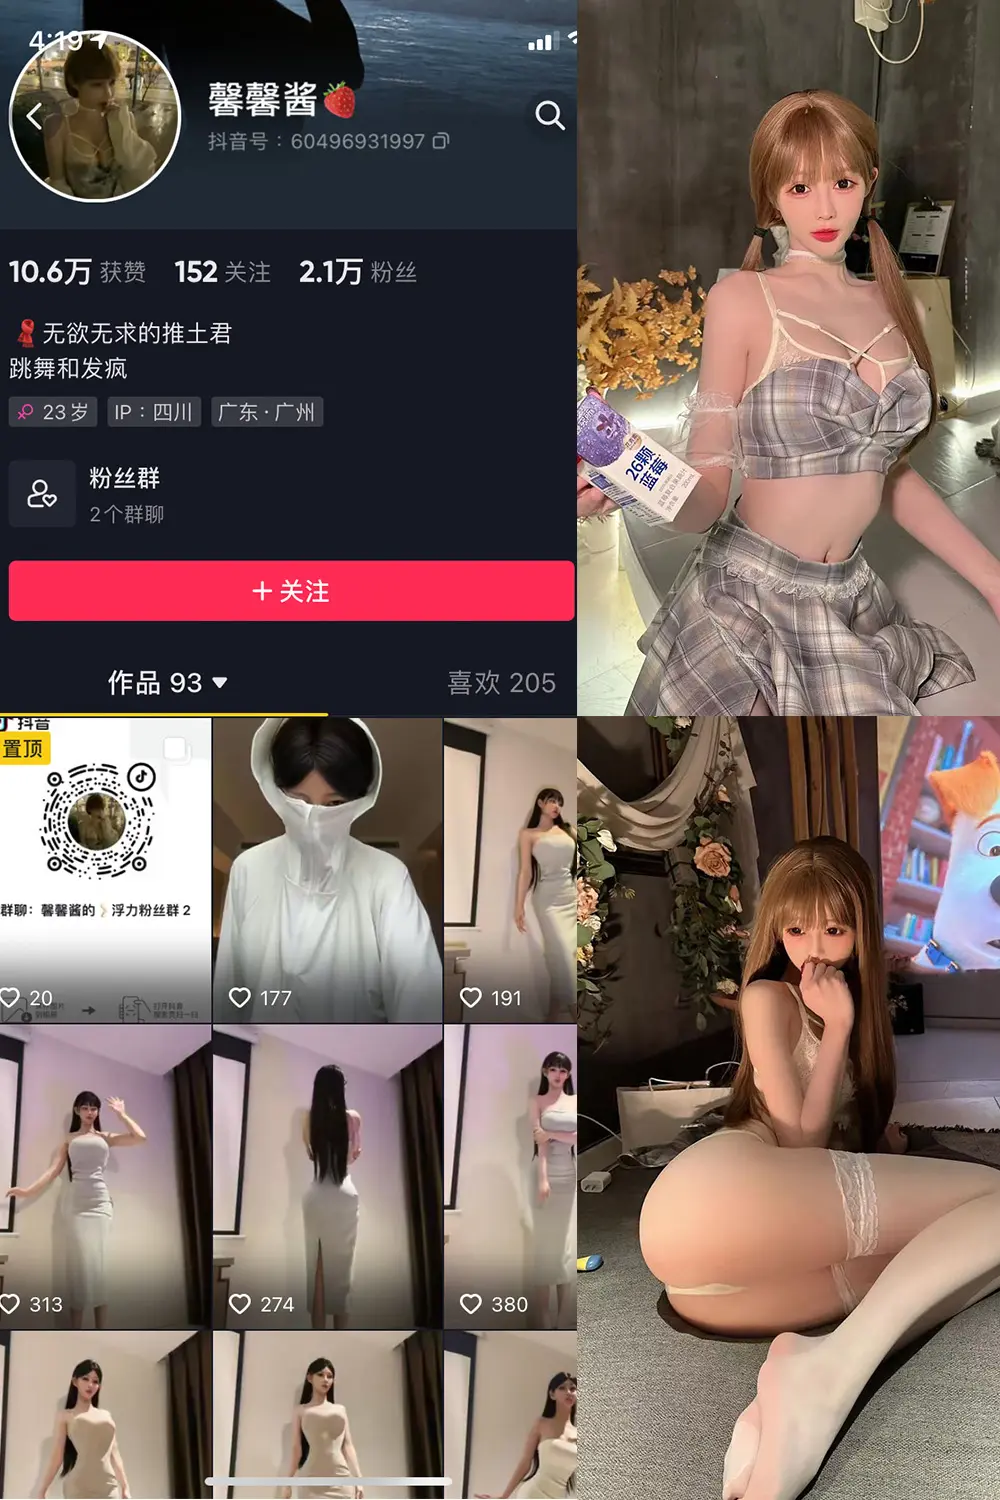 4:19
馨馨酱🍓
抖音号：60496931997
10.6万 获赞 152 关注 2.1万 粉丝
无欲无求的推土君
跳舞和发疯
23岁 IP：四川 广东·广州
粉丝群
2个群聊
+ 关注
作品 93 喜欢 205
抖音
置顶
群聊：馨馨酱的 浮力粉丝群 2
20
177
191
313
274
380
26颗
蓝莓